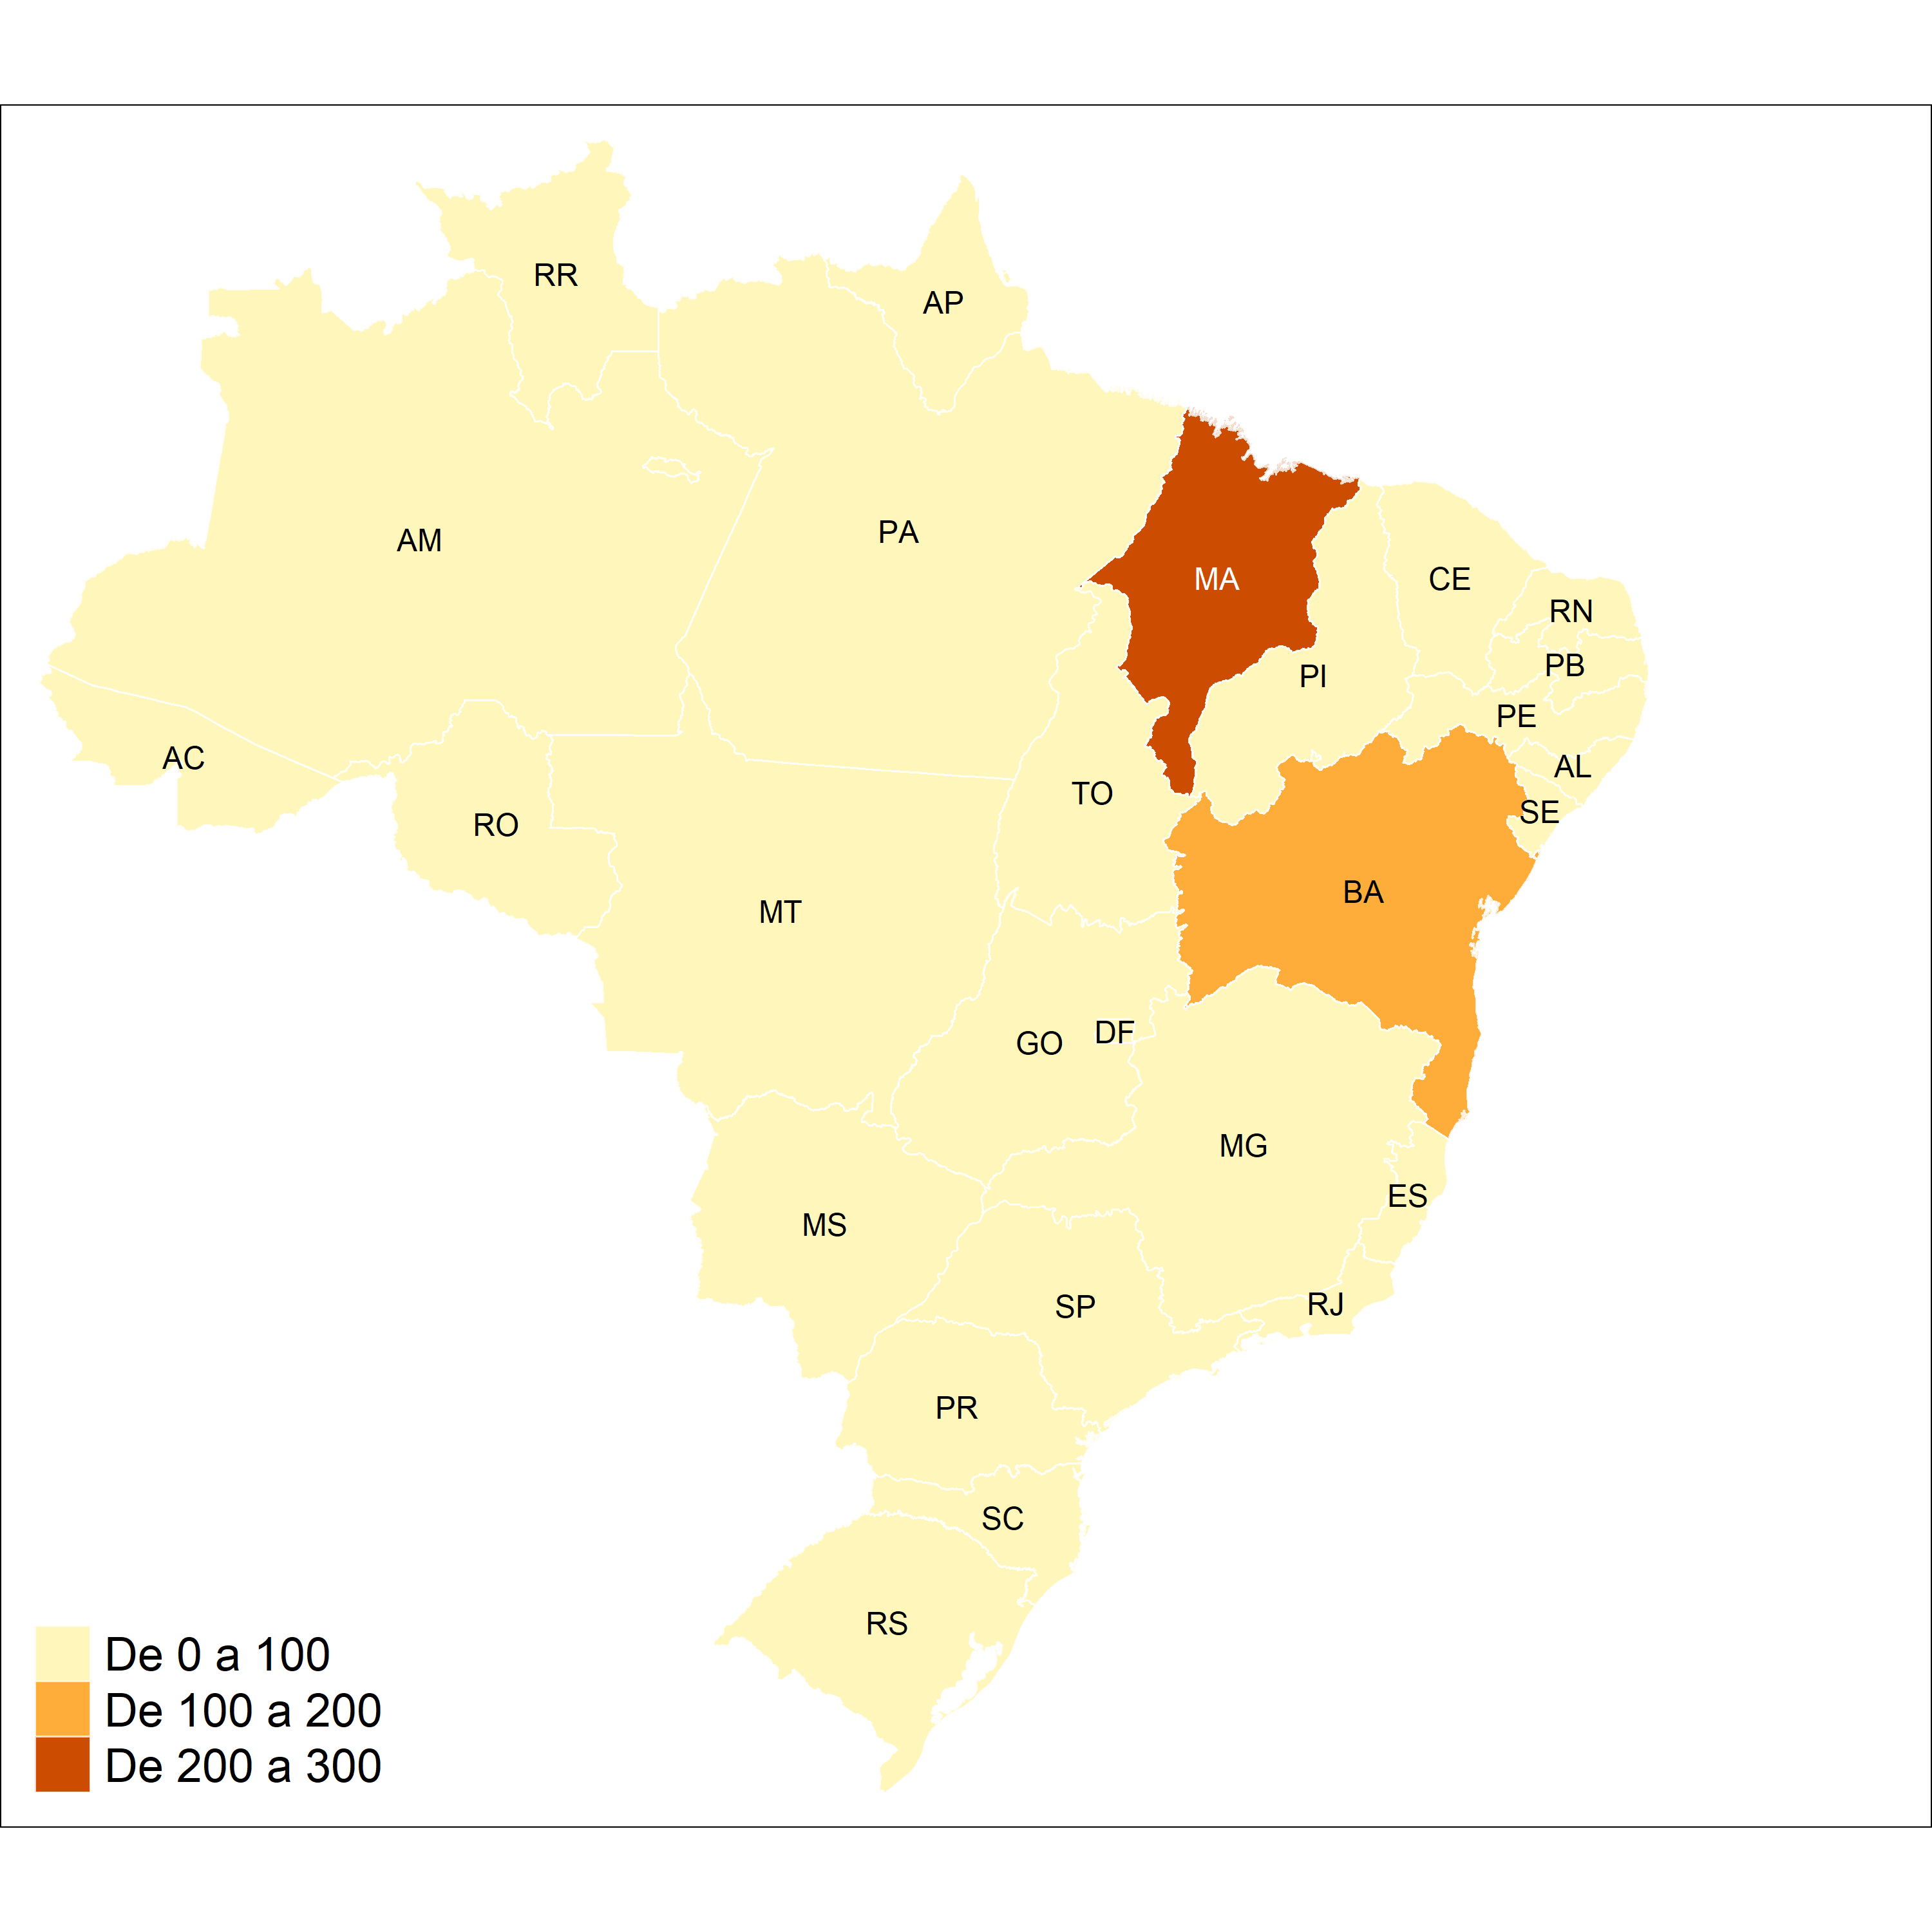 RR
AP
AM
PA
MA
CE
RN
PB
PI
PE
AC
AL
TO
SE
RO
BA
MT
DF
GO
MG
ES
MS
RJ
SP
PR
SC
RS
De 0 a 100
De 100 a 200
De 200 a 300